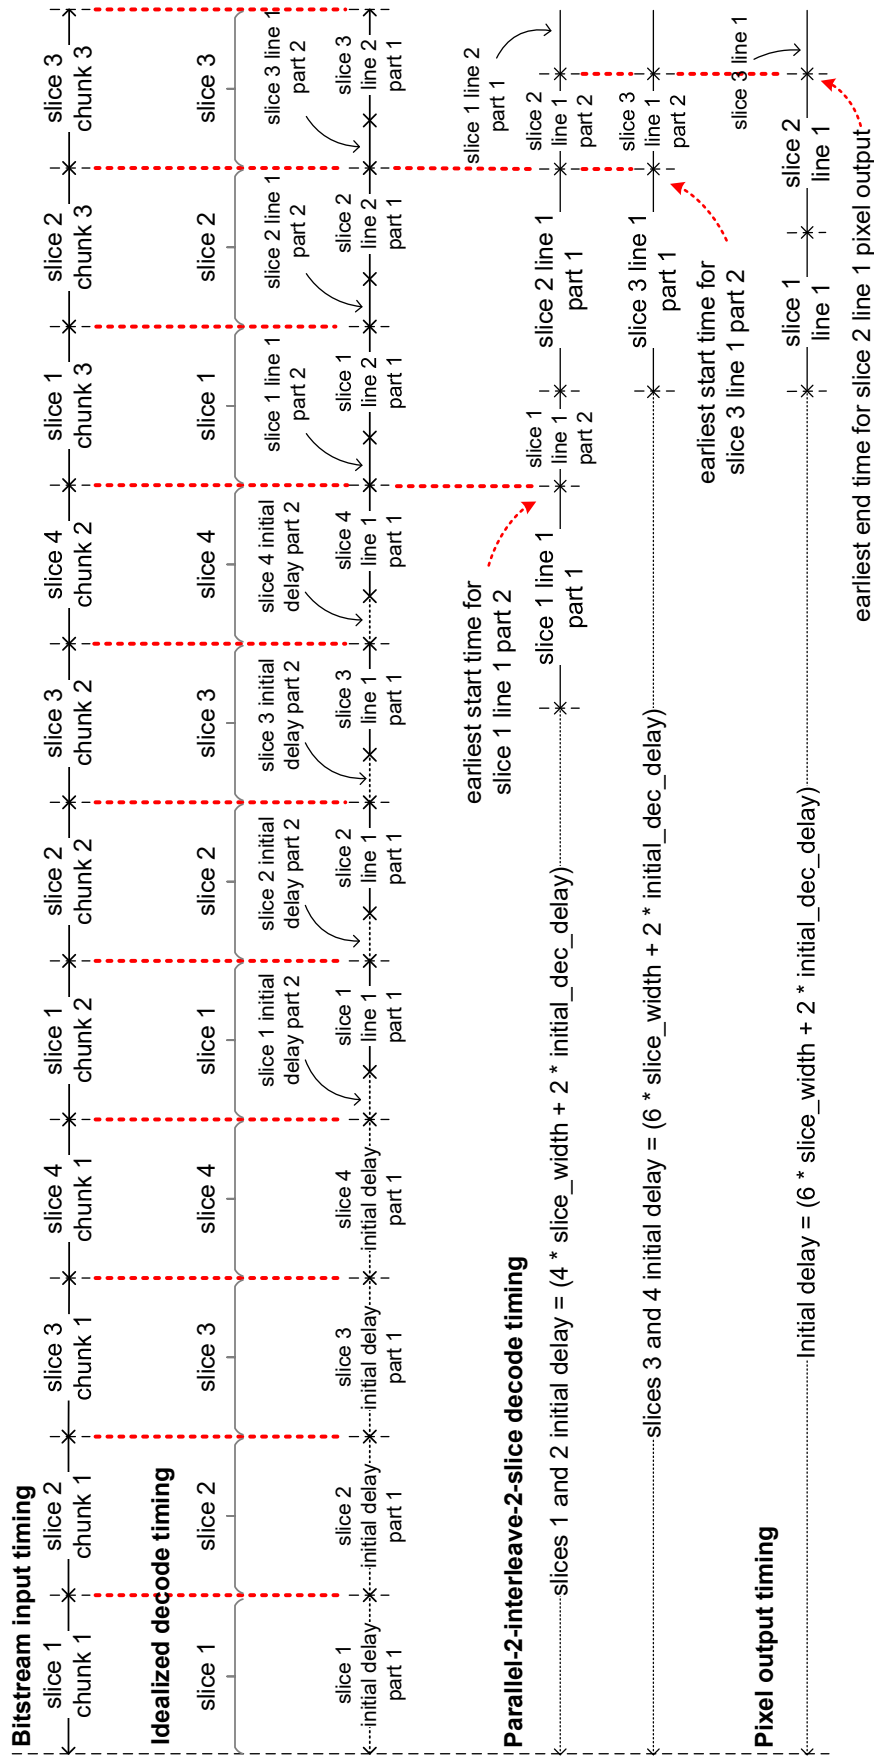 Bitstream input timing
slice 1
chunk 1
slice 2
chunk 1
slice 3
chunk 1
slice 4
chunk 1
slice 1
chunk 2
slice 2
chunk 2
slice 3
chunk 2
slice 4
chunk 2
slice 1
chunk 3
slice 2
chunk 3
slice 3
chunk 3
Idealized decode timing
slice 1
slice 2
slice 3
slice 4
slice 1
slice 2
slice 3
slice 4
slice 1
slice 2
slice 3
slice 1 initial
delay part 2
slice 2 initial
delay part 2
slice 3 initial
delay part 2
slice 4 initial
delay part 2
slice 1 line 1
part 2
slice 2 line 1
part 2
slice 3 line 1
part 2
slice 1
initial delay
part 1
slice 2
initial delay
part 1
slice 3
initial delay
part 1
slice 4
initial delay
part 1
slice 1
line 1
part 1
slice 2
line 1
part 1
slice 3
line 1
part 1
slice 4
line 1
part 1
slice 1
line 2
part 1
slice 2
line 2
part 1
slice 3
line 2
part 1
Parallel-2-interleave-2-slice decode timing
earliest start time for
slice 1 line 1 part 2
slice 1 line 2
part 1
slices 1 and 2 initial delay = (4 * slice_width + 2 * initial_dec_delay)
slice 1 line 1
part 1
slice 1
line 1
part 2
slice 2 line 1
part 1
slice 2
line 1
part 2
slices 3 and 4 initial delay = (6 * slice_width + 2 * initial_dec_delay)
slice 3 line 1
part 1
slice 3
line 1
part 2
earliest start time for
slice 3 line 1 part 2
Pixel output timing
slice 3 line 1
Initial delay = (6 * slice_width + 2 * initial_dec_delay)
slice 1
line 1
slice 2
line 1
earliest end time for slice 2 line 1 pixel output